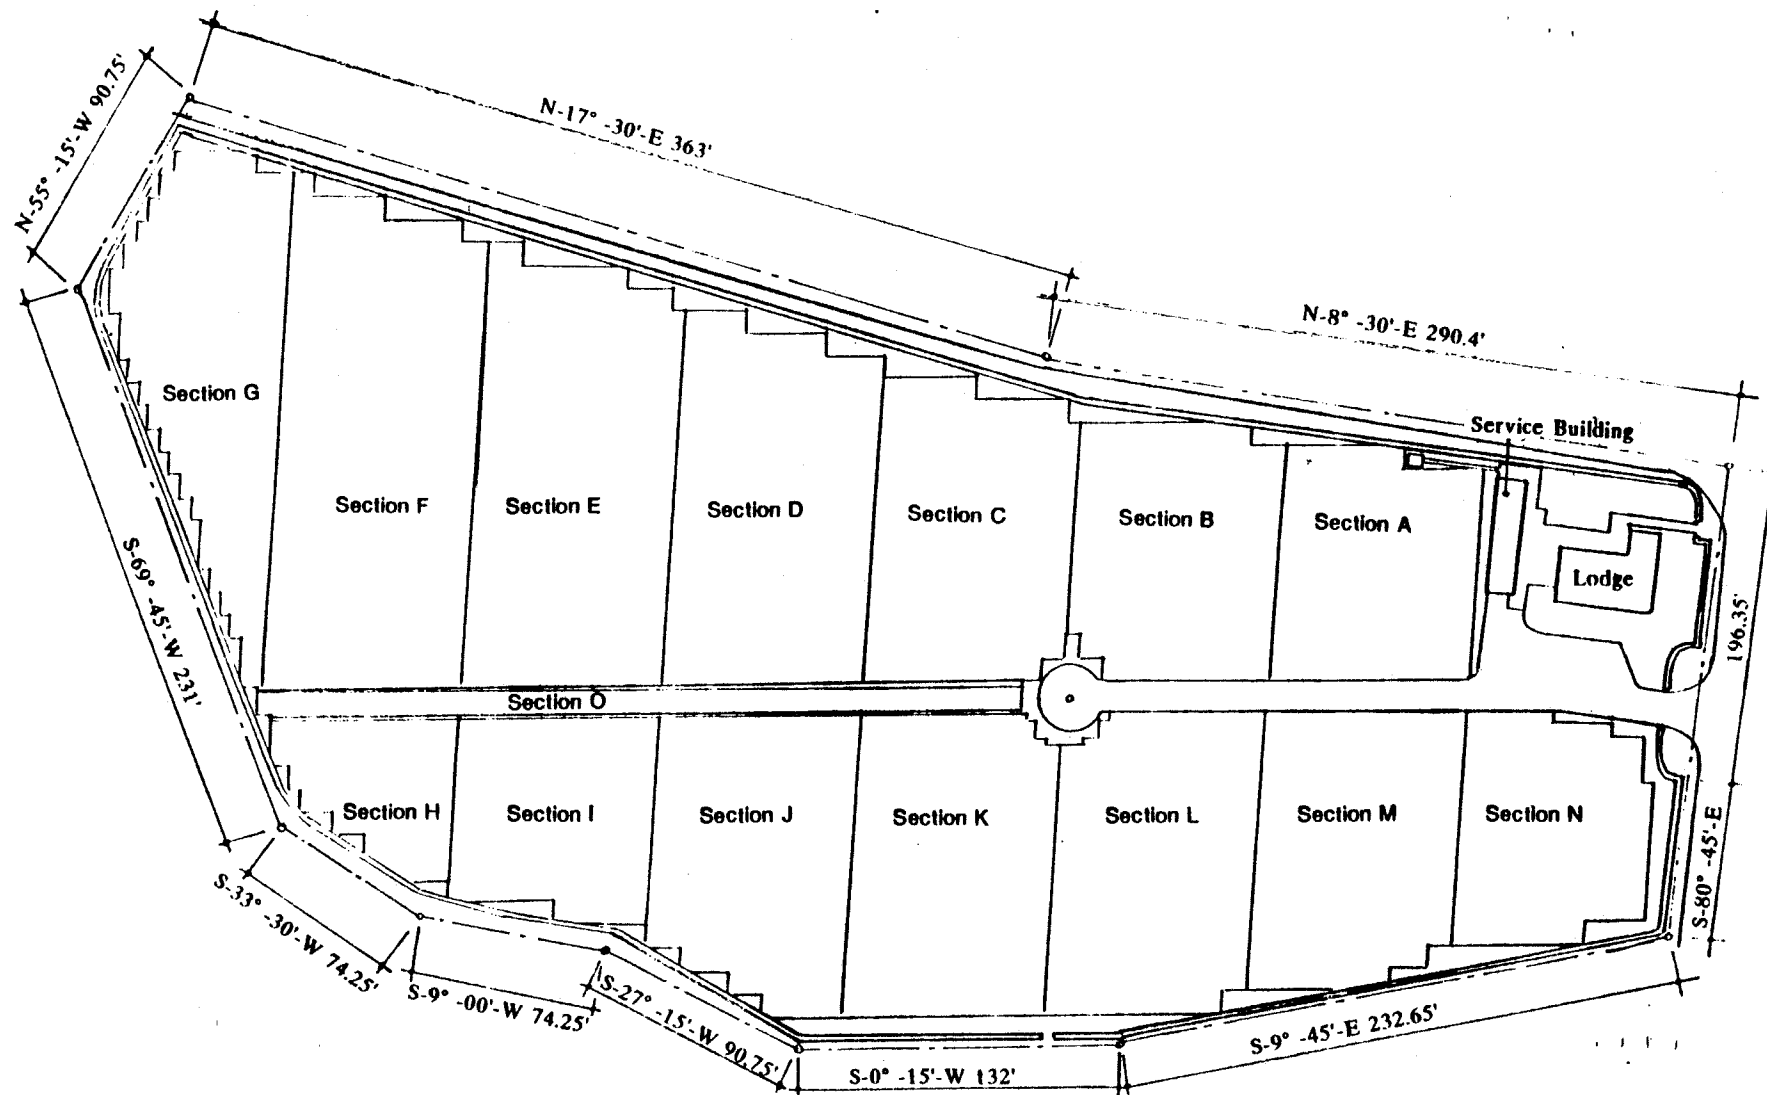 N-55° -15'-W 90.75'
N-17° -30'-E 363'
N-8° -30'-E 290.4'
Service Building
Section G
Section F
Section E
Section D
Section C
Section B
Section A
Lodge
196.35'
S-80° -45'-E
S-69° -45'-W 231'
Section O
Section H
Section I
Section J
Section K
Section L
Section M
Section N
S-33° -30'-W 74.25'
S-9° -00'-W 74.25'
S-27° -15'-W 90.75'
S-0° -15'-W 132'
S-9° -45'-E 232.65'